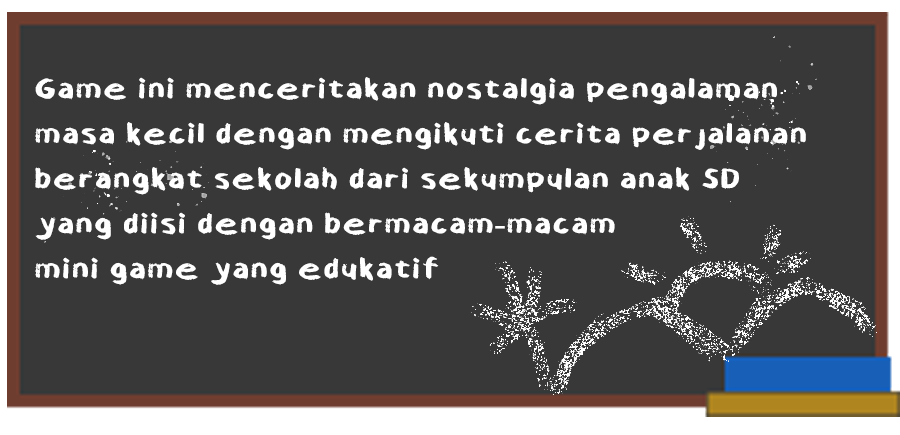 Game ini menceritakan nostalgia pengalaman
masa kecil dengan mengikuti cerita perjalanan
berangkat sekolah dari sekumpulan anak SD
yang diisi dengan bermacam-macam
mini game yang edukatif